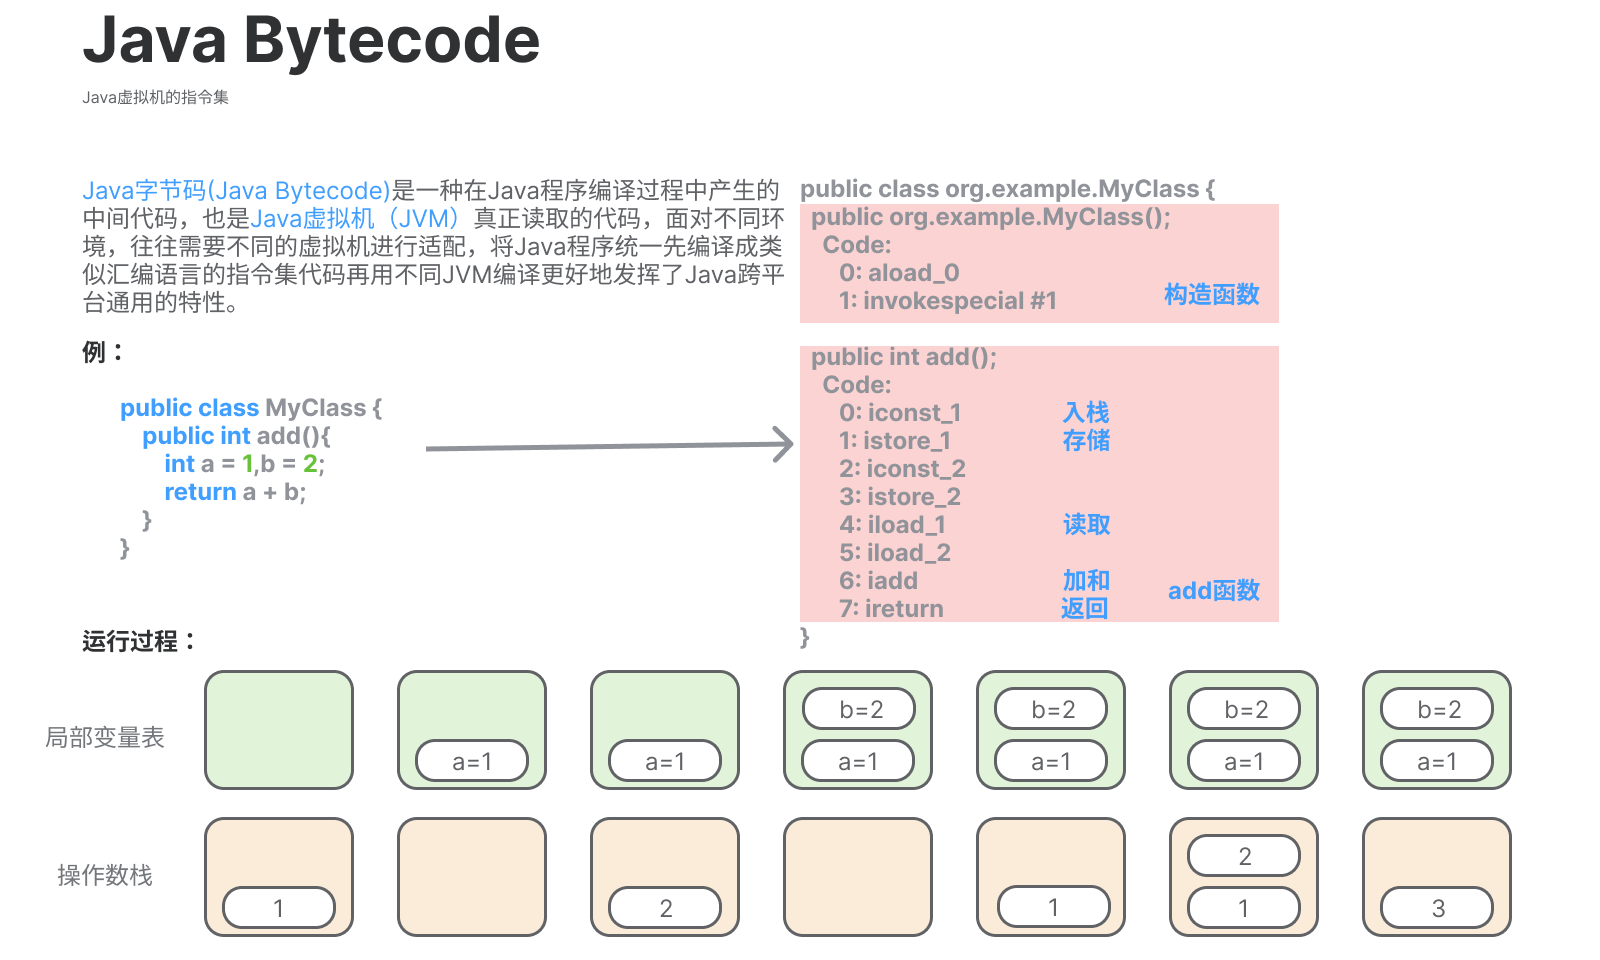 Java Bytecode
Java虚拟机的指令集
Java字节码(Java Bytecode)是一种在Java程序编译过程中产生的
中间代码，也是Java虚拟机（JVM）真正读取的代码，面对不同环
境，往往需要不同的虚拟机进行适配，将Java程序统一先编译成类
似汇编语言的指令集代码再用不同JVM编译更好地发挥了Java跨平
台通用的特性。
例：
public class MyClass {
public int add(){
int a = 1,b = 2;
return a + b;
}
}
public class org.example.MyClass {
public org.example.MyClass();
Code:
0: aload_0
1: invokespecial #1
构造函数
public int add();
Code:
0: iconst_1 入栈
1: istore_1 存储
2: iconst_2
3: istore_2
4: iload_1 读取
5: iload_2
6: iadd 加和
add函数
7: ireturn 返回
}
运行过程：
局部变量表
b=2 b=2 b=2 b=2
a=1 a=1 a=1 a=1 a=1 a=1
操作数栈
2
1 2 1 1 3